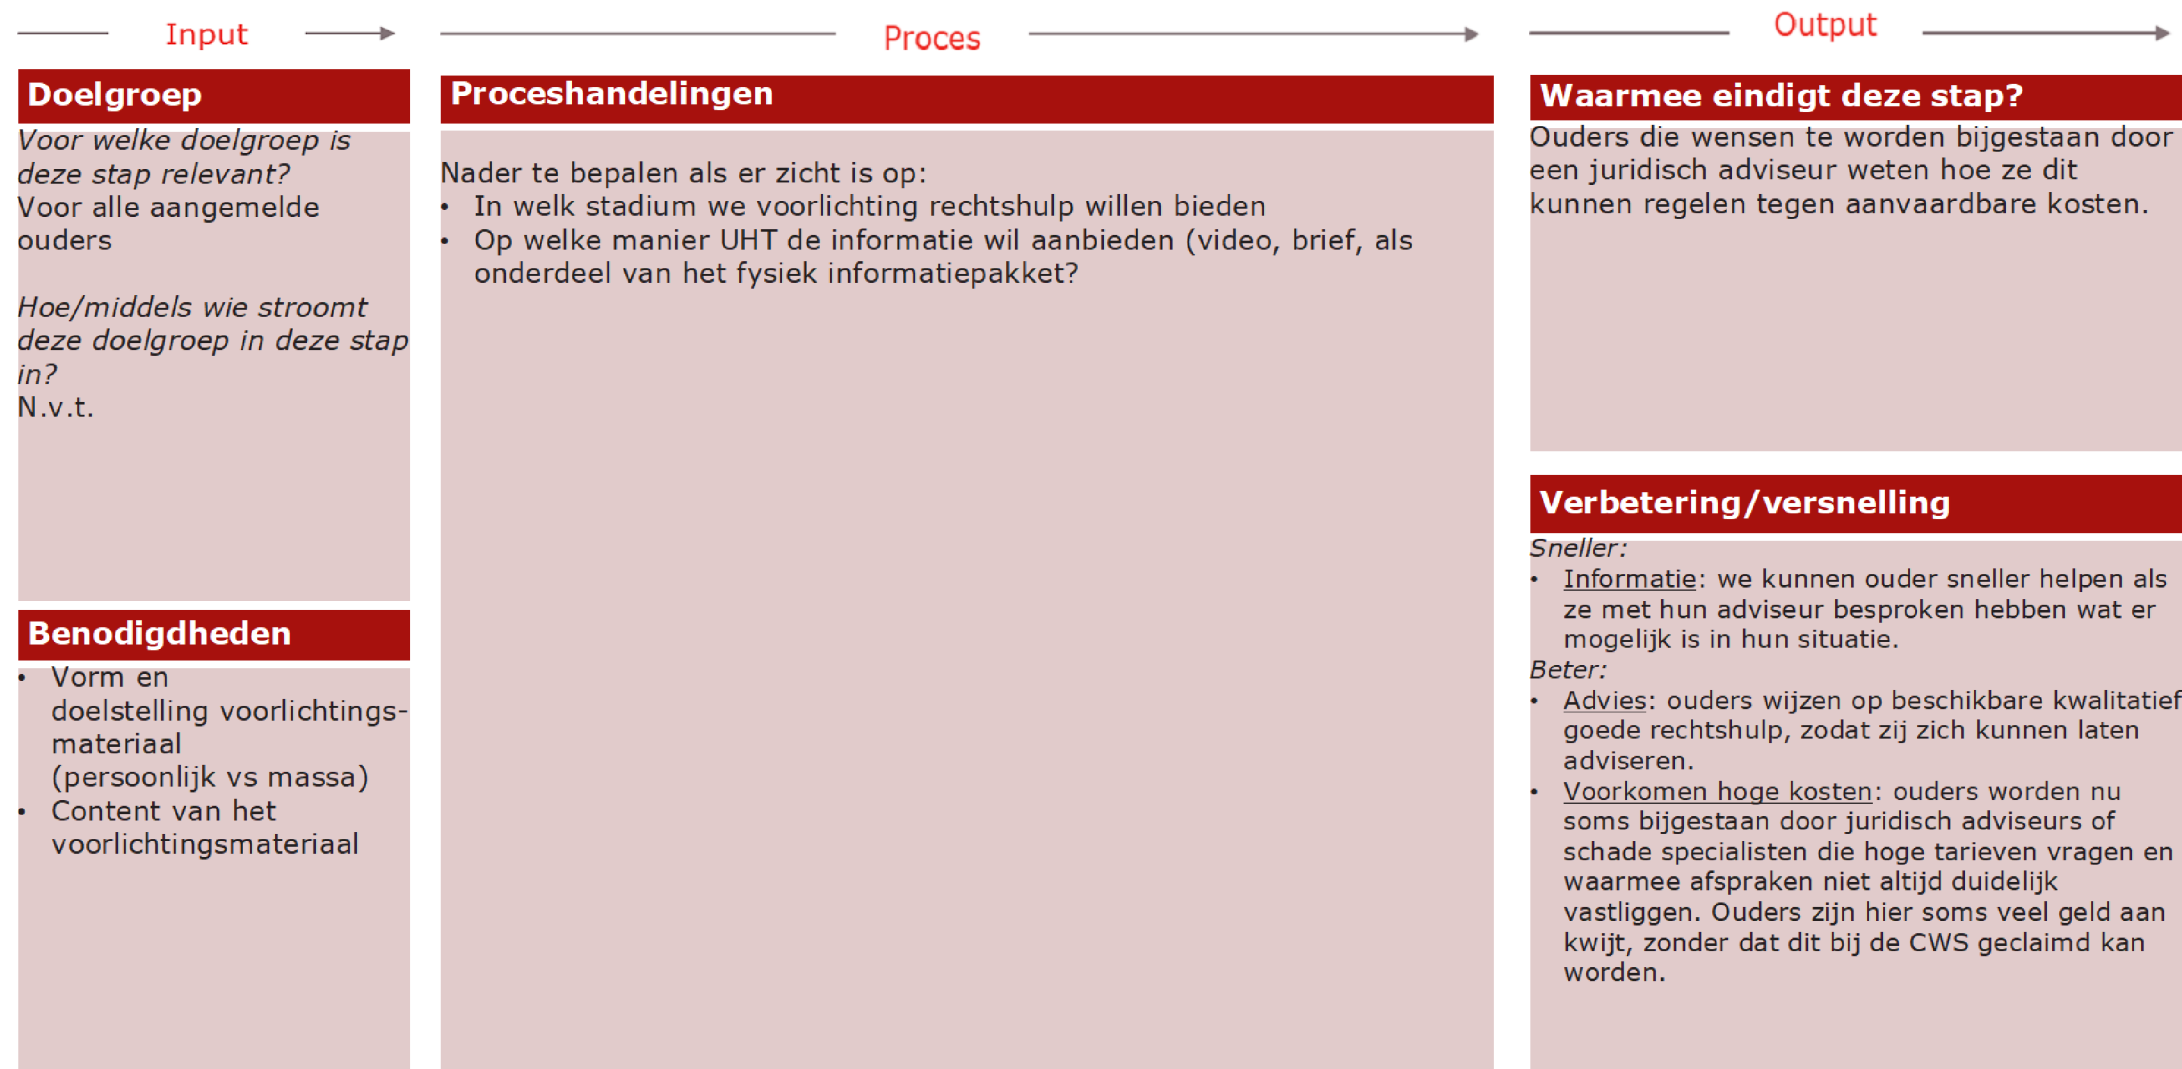 Input
Doelgroep
Voor welke doelgroep is
deze stap relevant?
Voor alle aangemelde
ouders
Hoe/middels wie stroomt
deze doelgroep in deze stap
in?
N.v.t.
Benodigdheden
• Vorm en
doelstelling voorlichtings-
materiaal
(persoonlijk vs massa)
• Content van het
voorlichtingsmateriaal
Proces
Proceshandelingen
Nader te bepalen als er zicht is op:
• In welk stadium we voorlichting rechtshulp willen bieden
• Op welke manier UHT de informatie wil aanbieden (video, brief, als
onderdeel van het fysiek informatiepakket?
Output
Waarmee eindigt deze stap?
Ouders die wensen te worden bijgestaan door
een juridisch adviseur weten hoe ze dit
kunnen regelen tegen aanvaardbare kosten.
Verbetering/versnelling
Sneller:
• Informatie: we kunnen ouder sneller helpen als
ze met hun adviseur besproken hebben wat er
mogelijk is in hun situatie.
Beter:
• Advies: ouders wijzen op beschikbare kwalitatief
goede rechtshulp, zodat zij zich kunnen laten
adviseren.
• Voorkomen hoge kosten: ouders worden nu
soms bijgestaan door juridisch adviseurs of
schade specialisten die hoge tarieven vragen en
waarmee afspraken niet altijd duidelijk
vastliggen. Ouders zijn hier soms veel geld aan
kwijt, zonder dat dit bij de CWS geclaimd kan
worden.